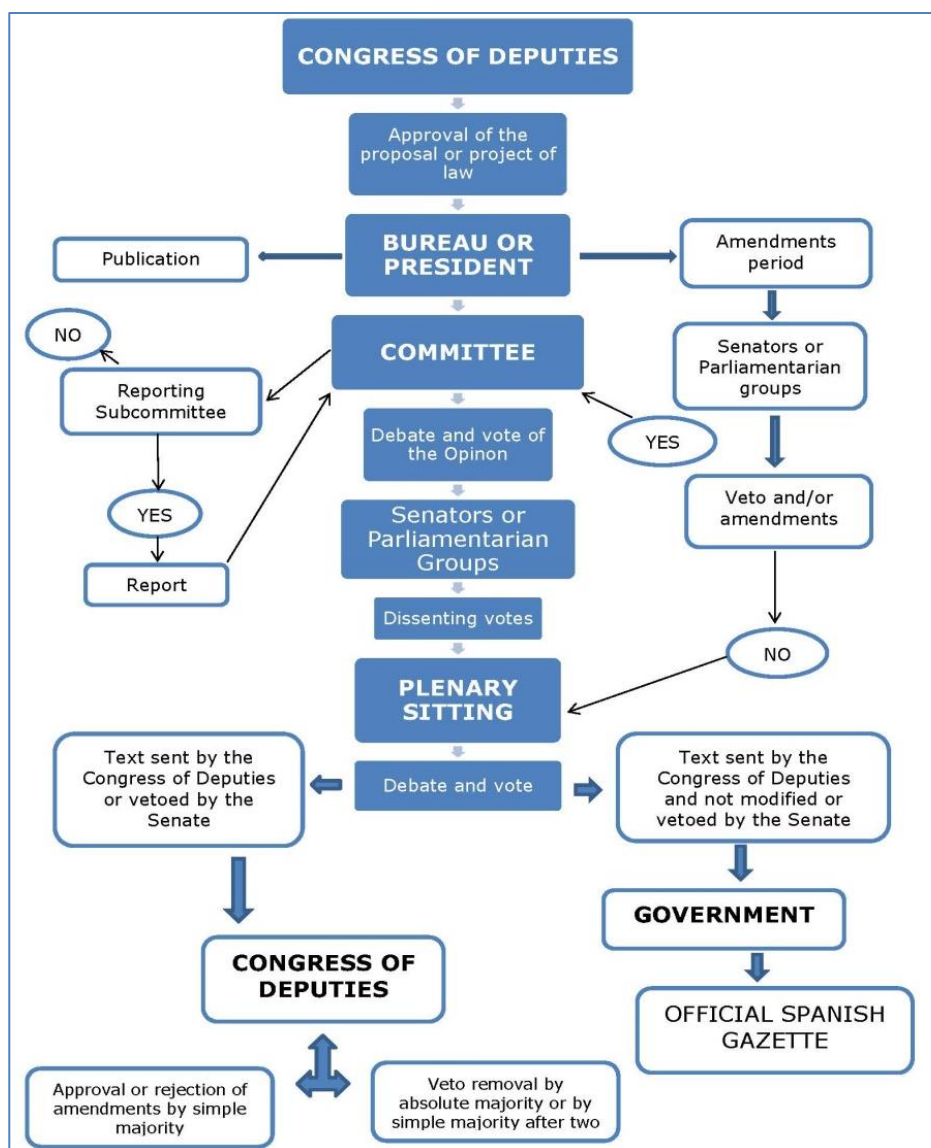 CONGRESS OF DEPUTIES
Approval of the
proposal or project of
law
Publication
BUREAU OR
PRESIDENT
Amendments
period
NO
COMMITTEE
Senators or
Parliamentarian
groups
Reporting
Subcommittee
Debate and vote of
the Opinon
YES
YES
Veto and/or
amendments
Senators or
Parliamentarian
Groups
Report
Dissenting votes
NO
PLENARY
SITTING
Text sent by the
Congress of Deputies
or vetoed by the
Senate
Debate and vote
Text sent by the
Congress of Deputies
and not modified or
vetoed by the Senate
GOVERNMENT
CONGRESS OF
DEPUTIES
OFFICIAL SPANISH
GAZETTE
Approval or rejection of
amendments by simple
majority
Veto removal by
absolute majority or by
simple majority after two